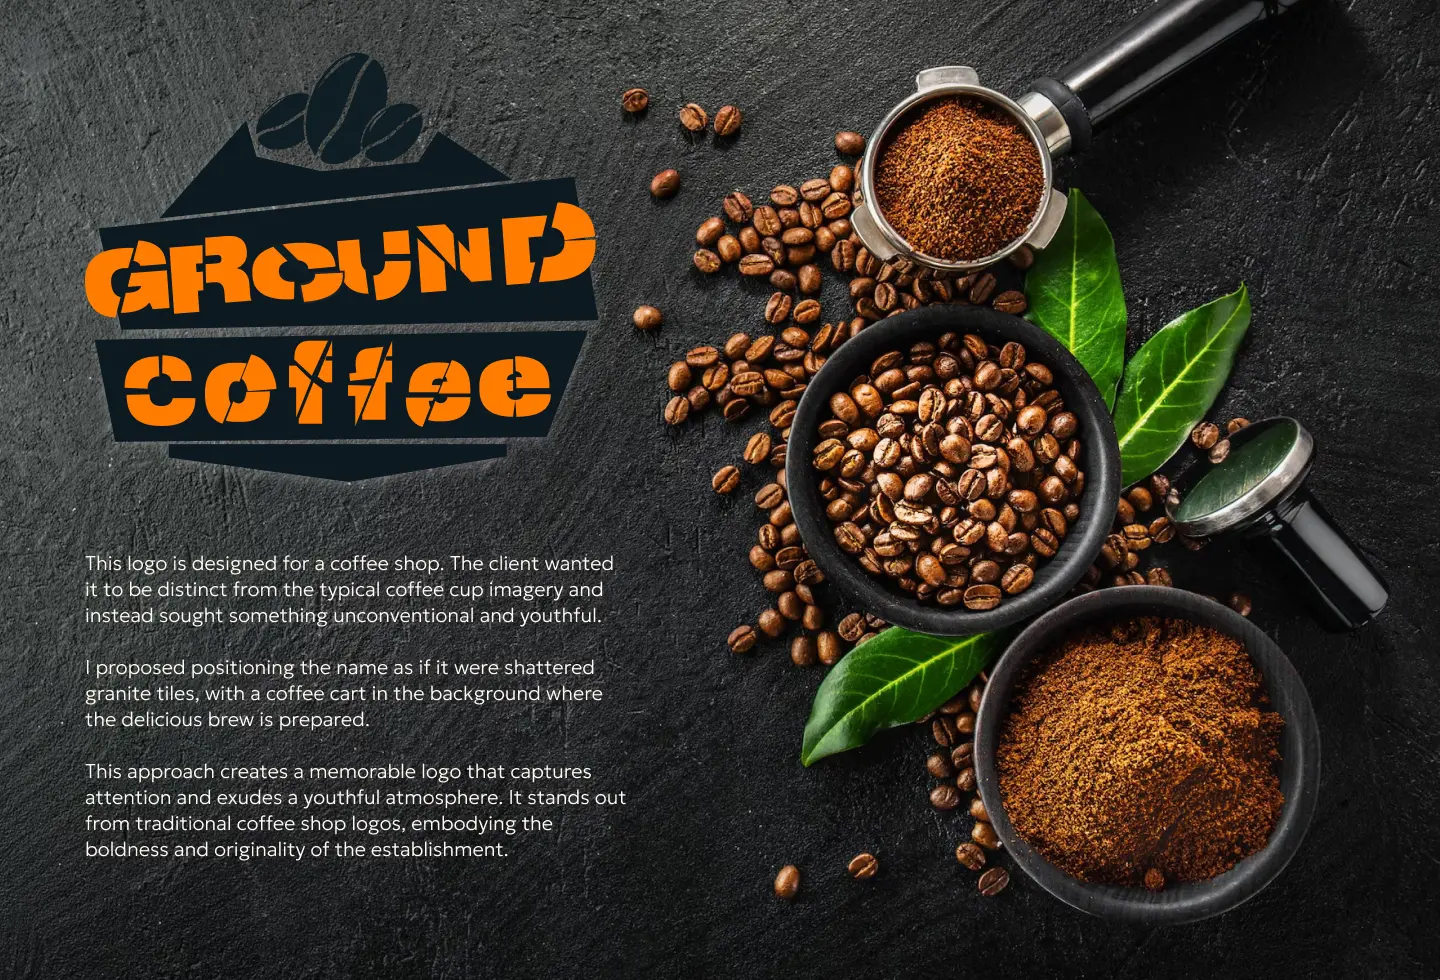 GROUND
coffee
This logo is designed for a coffee shop. The client wanted
it to be distinct from the typical coffee cup imagery and
instead sought something unconventional and youthful.
I proposed positioning the name as if it were shattered
granite tiles, with a coffee cart in the background where
the delicious brew is prepared.
This approach creates a memorable logo that captures
attention and exudes a youthful atmosphere. It stands out
from traditional coffee shop logos, embodying the
boldness and originality of the establishment.